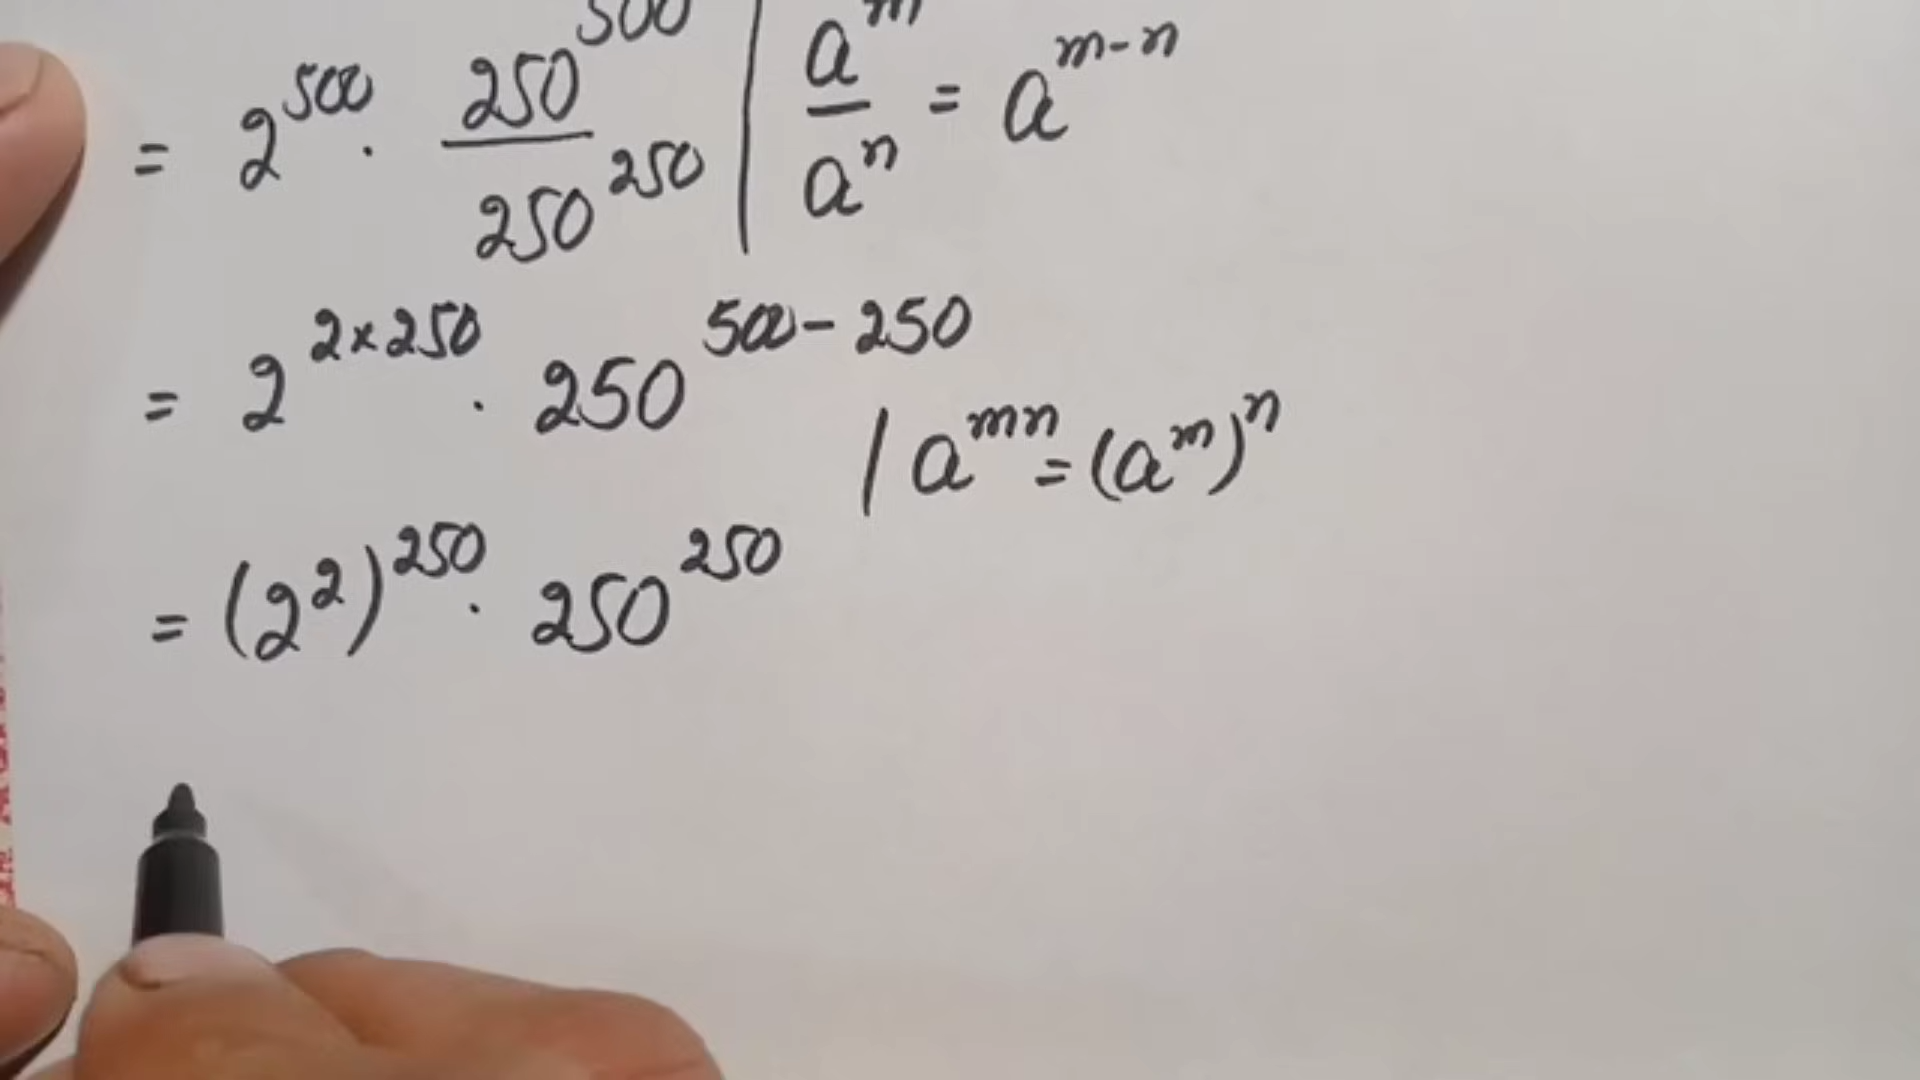 = 2^500 · 250^500 / 250^250 | a^m / a^n = a^m-n
= 2^2×250 · 250^500-250
| a^mn = (a^m)^n
= (2^2)^250 · 250^250